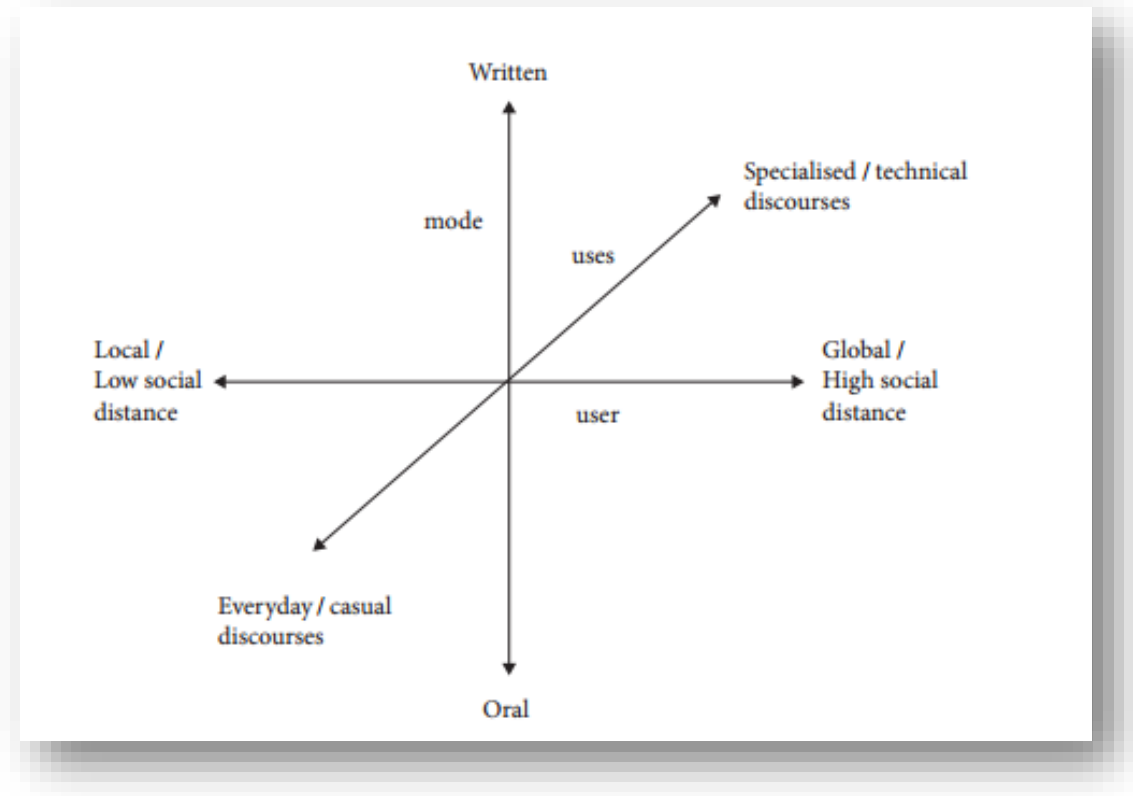 Written
Specialised / technical
discourses
mode
uses
Local /
Low social
distance
Global /
High social
distance
user
Everyday / casual
discourses
Oral